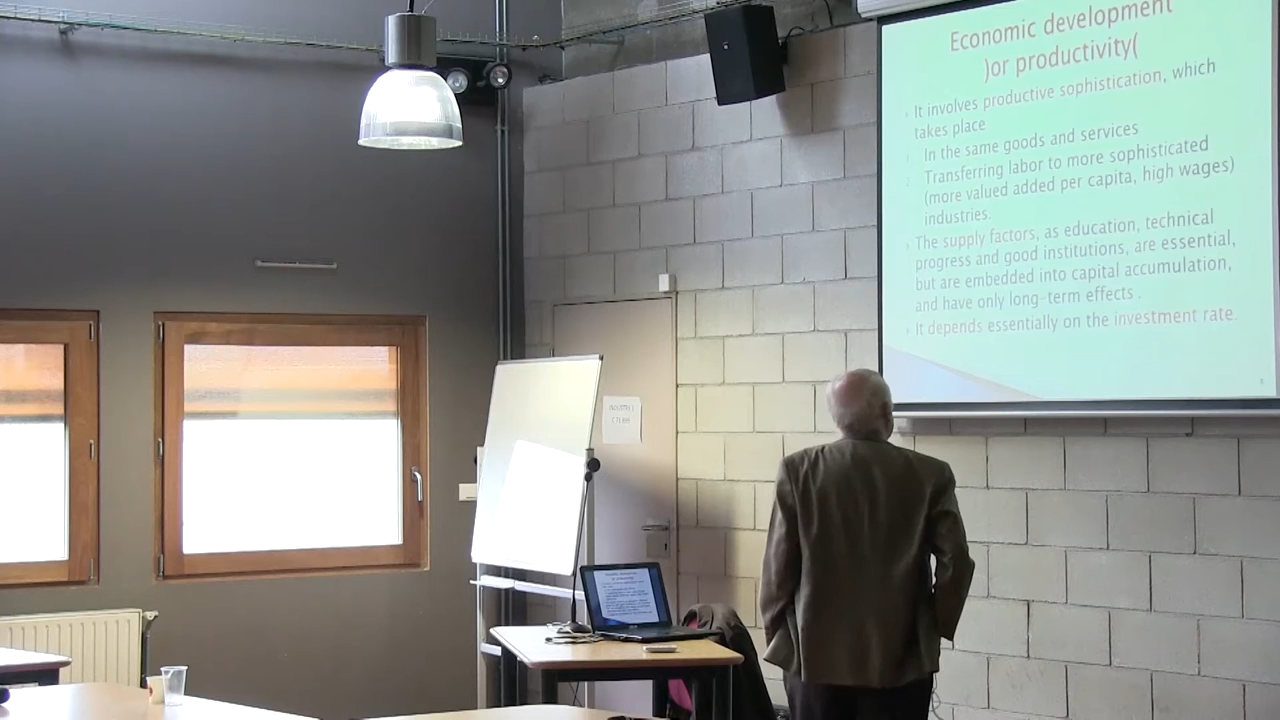 Economic development
)or productivity(
It involves productive sophistication, which
takes place
In the same goods and services
Transferring labor to more sophisticated
(more valued added per capita, high wages)
industries.
The supply factors, as education, technical
progress and good institutions, are essential,
but are embedded into capital accumulation,
and have only long-term effects .
It depends essentially on the investment rate.